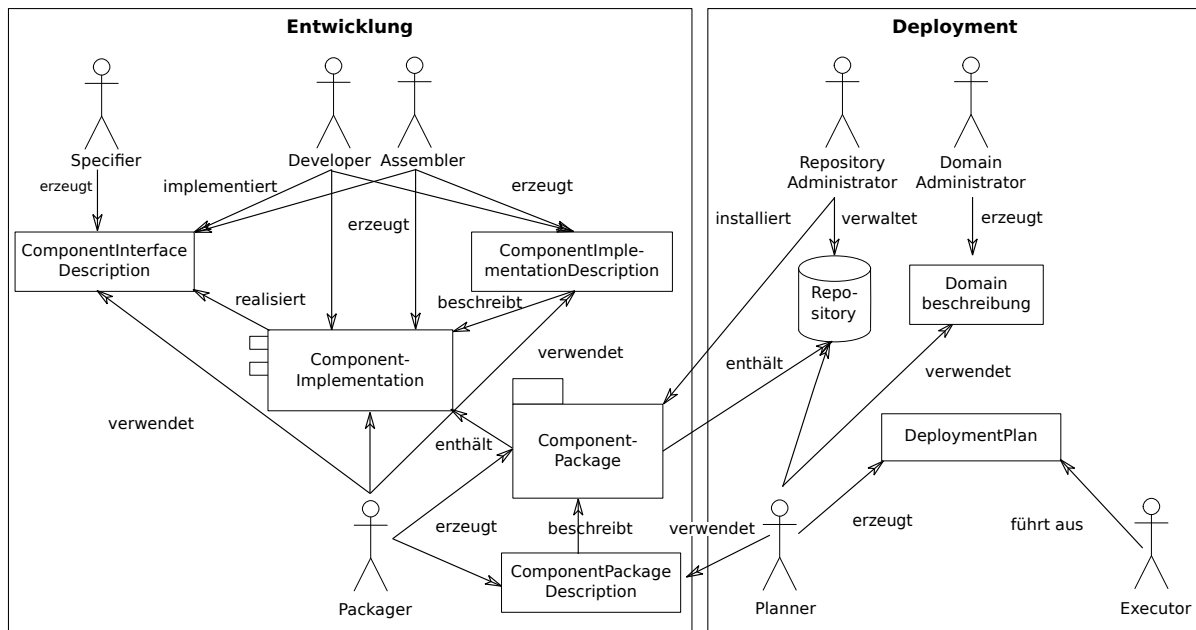 Entwicklung
Deployment
Specifier
Developer
Assembler
Repository
Administrator
Domain
Administrator
erzeugt
implementiert
erzeugt
erzeugt
installiert
verwaltet
erzeugt
ComponentInterface
Description
ComponentImple-
mentationDescription
Repo-
sitory
Domain
beschreibung
realisiert
beschreibt
Component-
Implementation
verwendet
enthält
verwendet
verwendet
enthält
Component-
Package
DeploymentPlan
erzeugt
beschreibt
verwendet
erzeugt
führt aus
ComponentPackage
Description
Packager
Planner
Executor